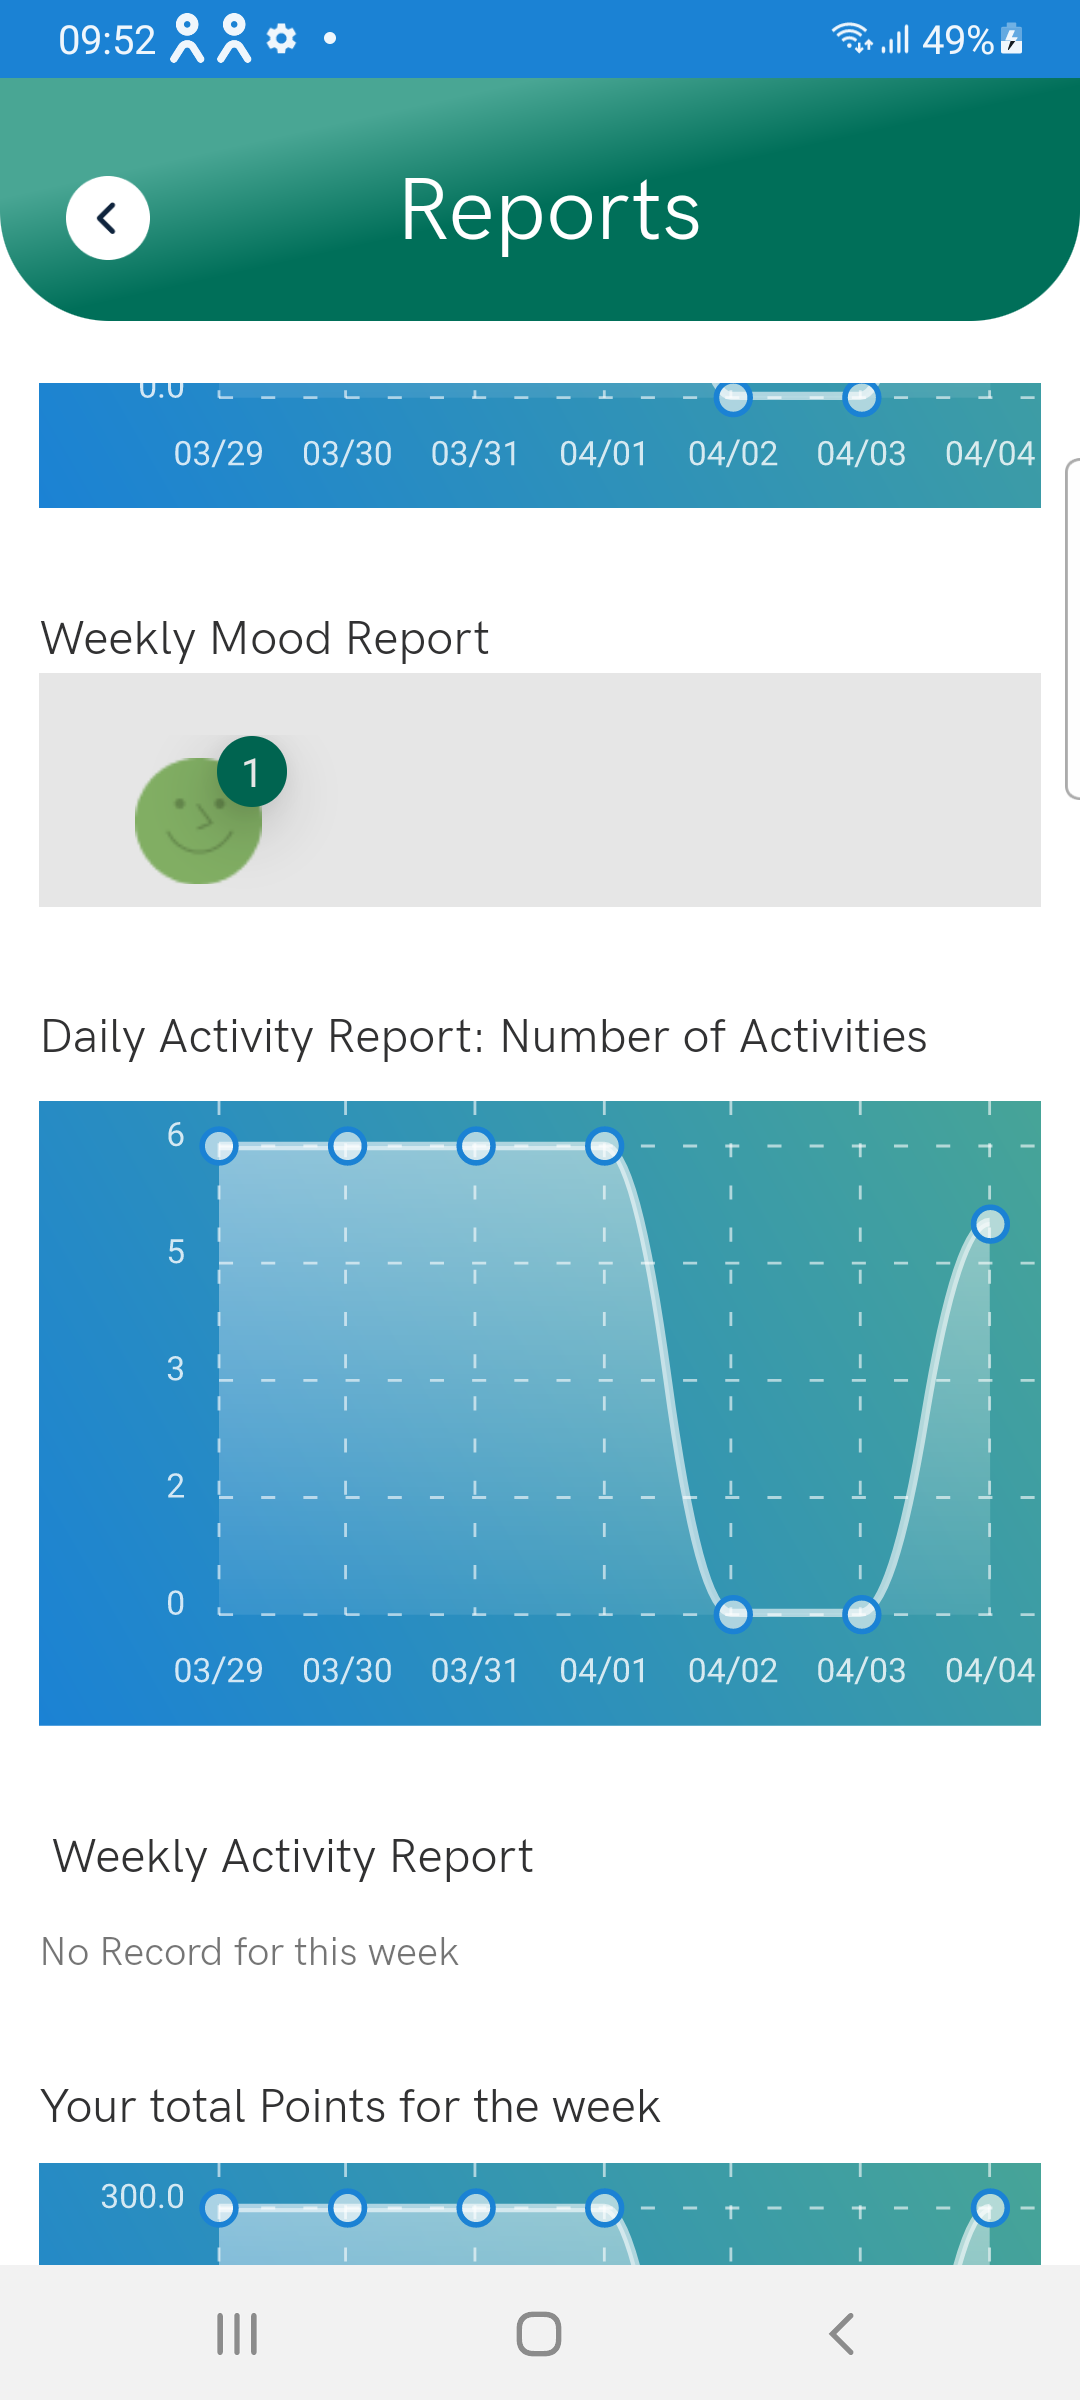 09:52 49%
Reports
0.0
03/29 03/30 03/31 04/01 04/02 04/03 04/04
Weekly Mood Report
1
Daily Activity Report: Number of Activities
6
5
3
2
0
03/29 03/30 03/31 04/01 04/02 04/03 04/04
Weekly Activity Report
No Record for this week
Your total Points for the week
300.0